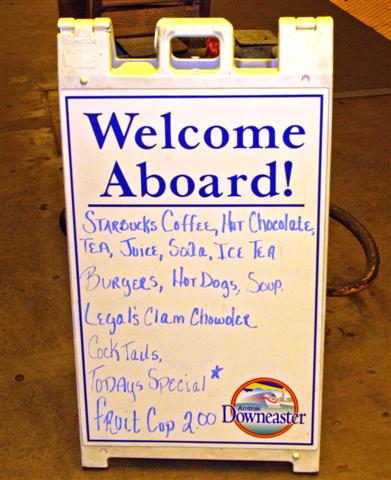 Welcome
Aboard!
STARBUCKS COFFEE, HOT CHOCOLATE,
TEA, JUICE, SODA, ICE TEA
BURGERS, HOT DOGS, SOUP.
LEGAL'S CLAM CHOWDER
COCKTAILS,
TODAYS SPECIAL *
FRUIT CUP 2.00
Amtrak
Downeaster